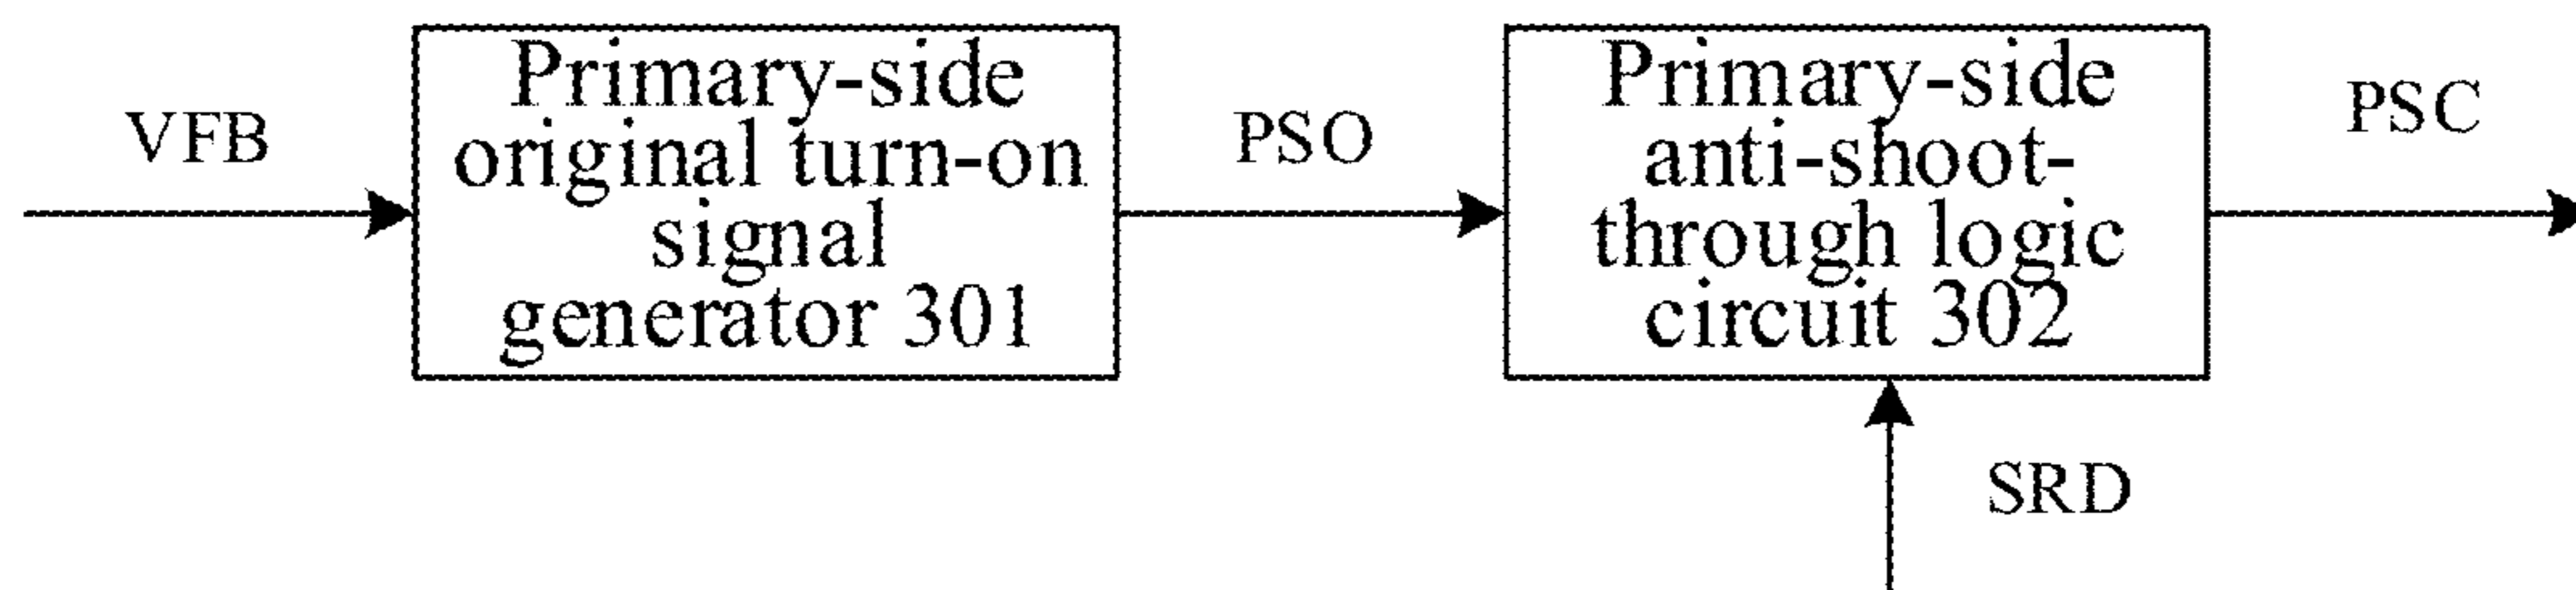 VFB
Primary-side
original turn-on
signal
generator 301
PSO
Primary-side
anti-shoot-
through logic
circuit 302
PSC
SRD